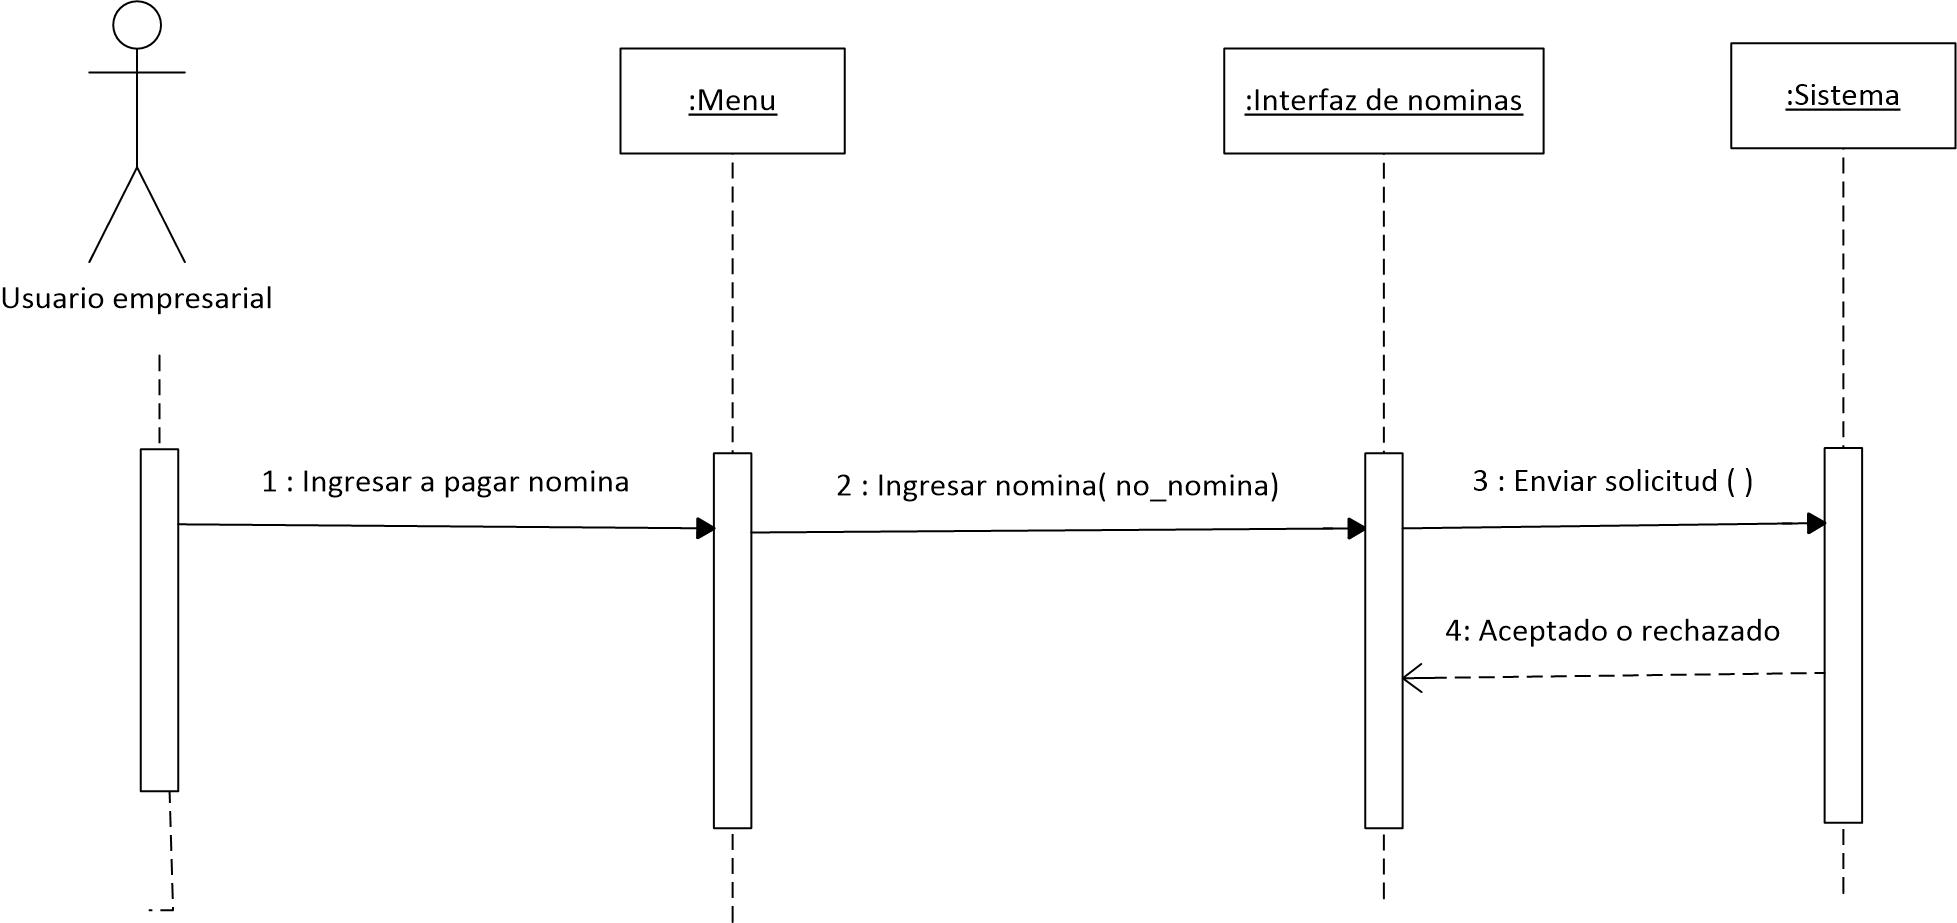 :Menu
:Interfaz de nominas
:Sistema
Usuario empresarial
1 : Ingresar a pagar nomina
2 : Ingresar nomina( no_nomina)
3 : Enviar solicitud ( )
4: Aceptado o rechazado